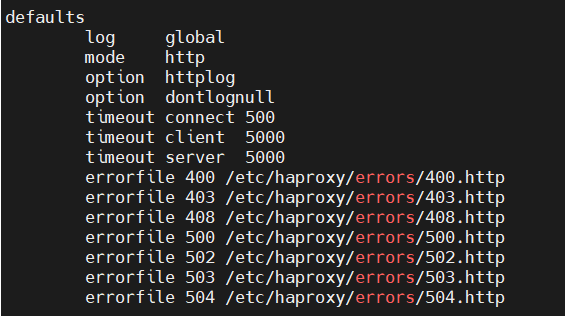 defaults
        log     global
        mode    http
        option  httplog
        option  dontlognull
        timeout connect 500
        timeout client  5000
        timeout server  5000
        errorfile 400 /etc/haproxy/errors/400.http
        errorfile 403 /etc/haproxy/errors/403.http
        errorfile 408 /etc/haproxy/errors/408.http
        errorfile 500 /etc/haproxy/errors/500.http
        errorfile 502 /etc/haproxy/errors/502.http
        errorfile 503 /etc/haproxy/errors/503.http
        errorfile 504 /etc/haproxy/errors/504.http